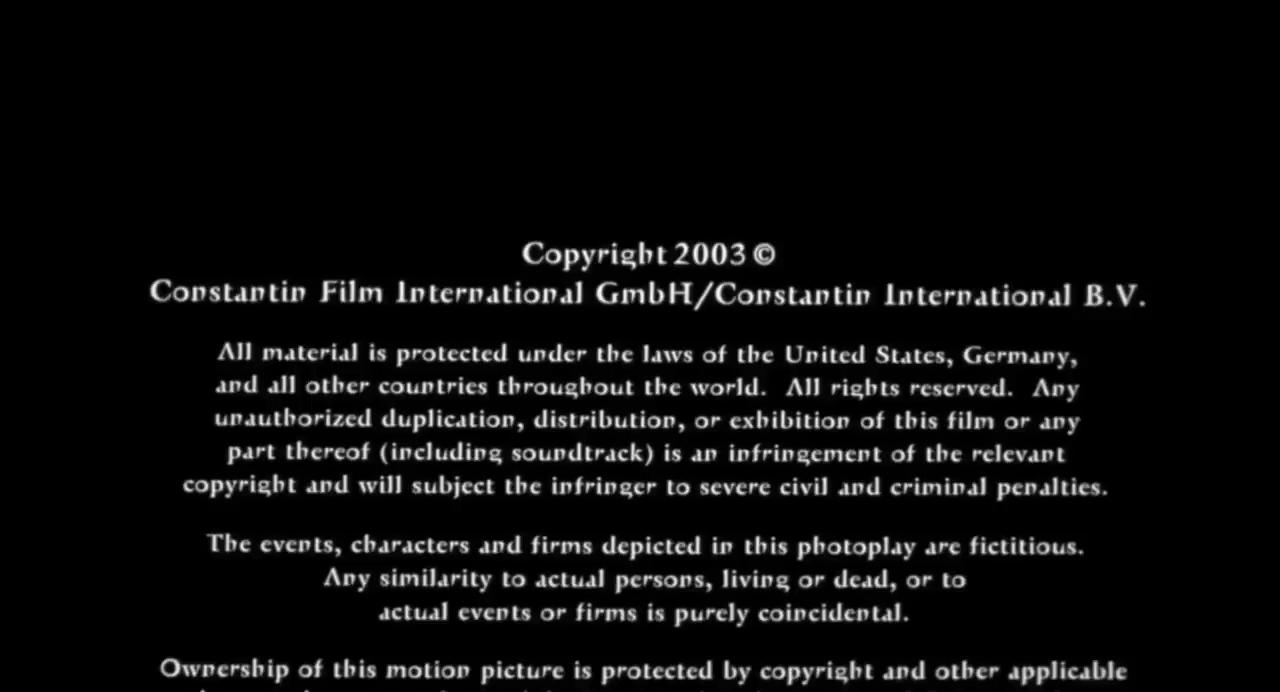 Copyright 2003 ©
Constantin Film International GmbH/Constantin International B.V.
All material is protected under the laws of the United States, Germany,
and all other countries throughout the world. All rights reserved. Any
unauthorized duplication, distribution, or exhibition of this film or any
part thereof (including soundtrack) is an infringement of the relevant
copyright and will subject the infringer to severe civil and criminal penalties.
The events, characters and firms depicted in this photoplay are fictitious.
Any similarity to actual persons, living or dead, or to
actual events or firms is purely coincidental.
Ownership of this motion picture is protected by copyright and other applicable